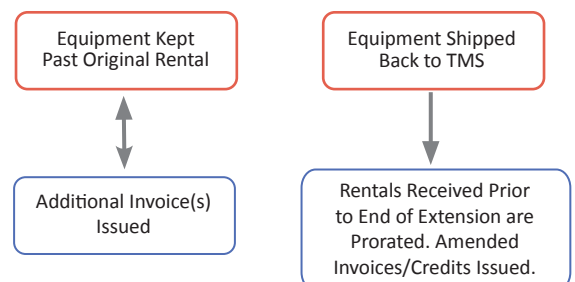 Equipment Kept
Past Original Rental
Additional Invoice(s)
Issued
Equipment Shipped
Back to TMS
Rentals Received Prior
to End of Extension are
Prorated. Amended
Invoices/Credits Issued.